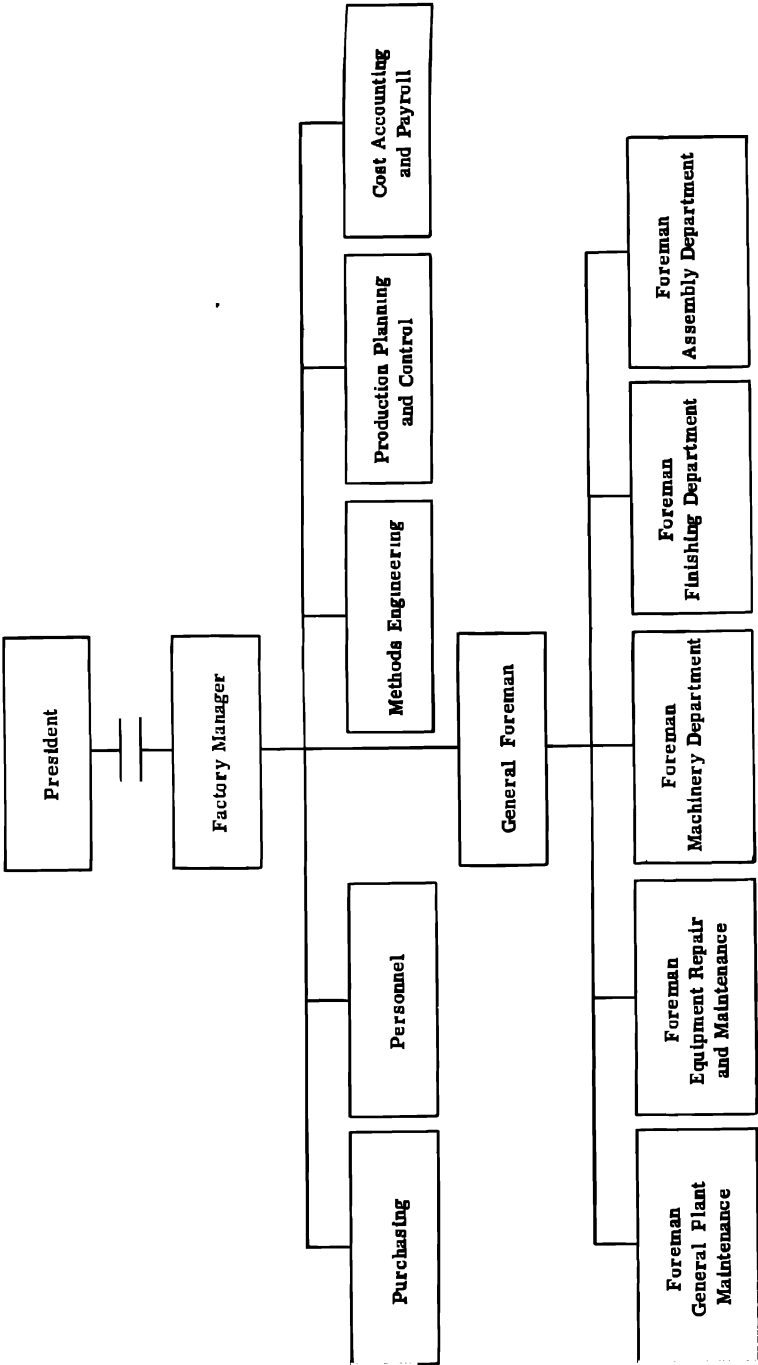 President
Factory Manager
Purchasing
Personnel
Methods Engineering
Production Planning
and Control
Cost Accounting
and Payroll
General Foreman
Foreman
General Plant
Maintenance
Foreman
Equipment Repair
and Maintenance
Foreman
Machinery Department
Foreman
Finishing Department
Foreman
Assembly Department